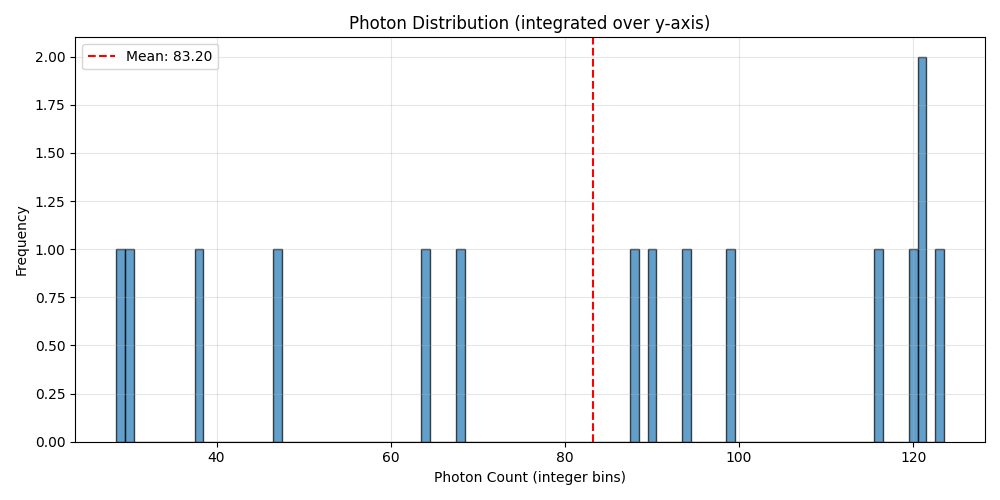 Photon Distribution (integrated over y-axis)
Mean: 83.20
2.00
1.75
1.50
1.25
1.00
0.75
0.50
0.25
0.00
Frequency
40 60 80 100 120
Photon Count (integer bins)